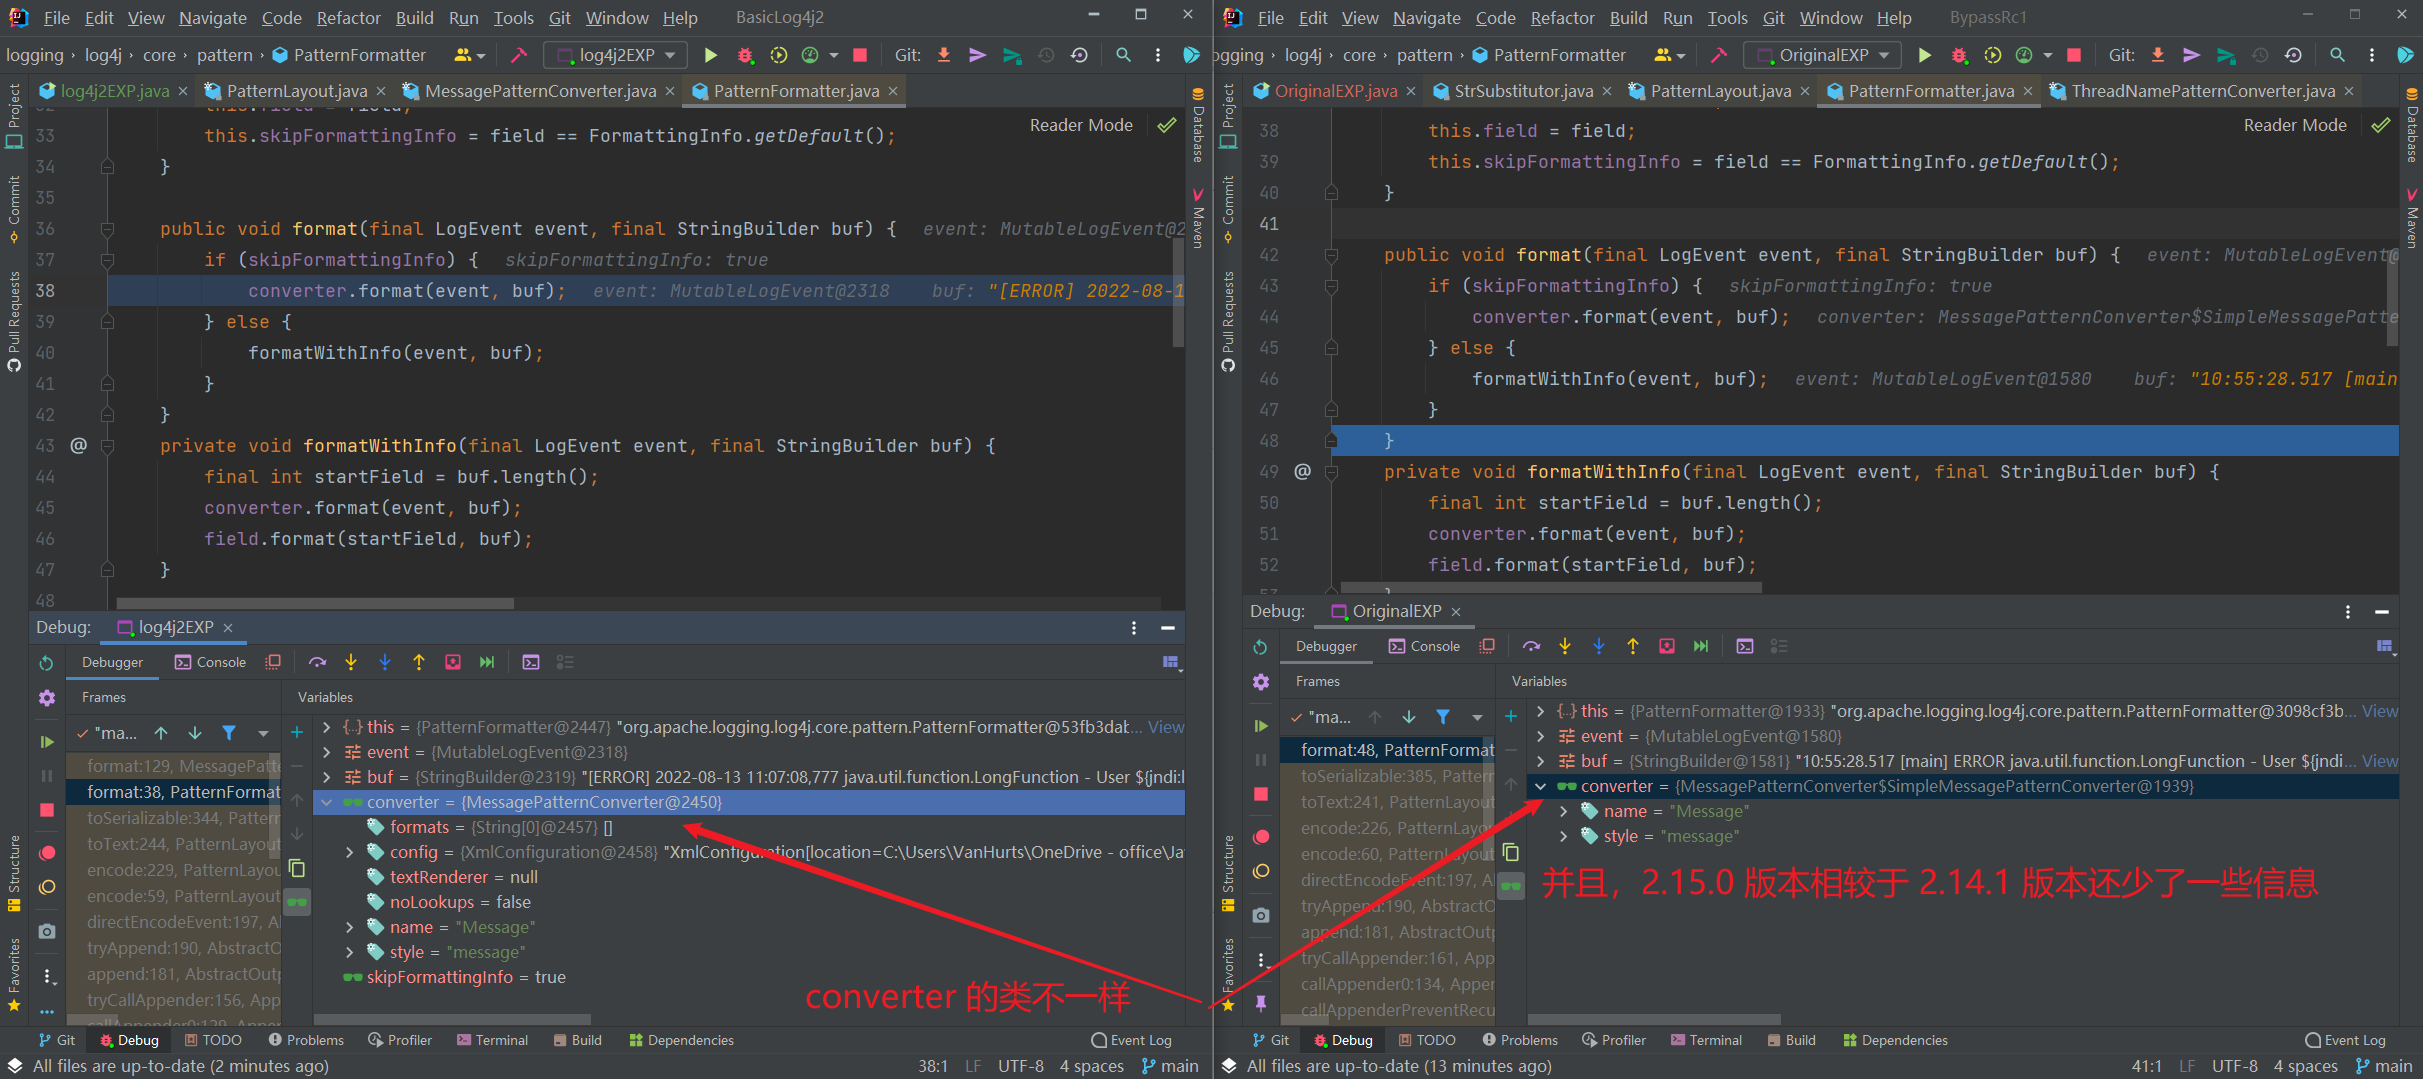 File Edit View Navigate Code Refactor Build Run Tools Git Window Help BasicLog4j2
logging › log4j › core › pattern › PatternFormatter log4j2EXP Git:
log4j2EXP.java PatternLayout.java MessagePatternConverter.java PatternFormatter.java
Reader Mode
33 this.skipFormattingInfo = field == FormattingInfo.getDefault();
34 }
35
36 public void format(final LogEvent event, final StringBuilder buf) { event: MutableLogEvent@2
37 if (skipFormattingInfo) { skipFormattingInfo: true
38 converter.format(event, buf); event: MutableLogEvent@2318 buf: "[ERROR] 2022-08-1
39 } else {
40 formatWithInfo(event, buf);
41 }
42 }
43 @ private void formatWithInfo(final LogEvent event, final StringBuilder buf) {
44 final int startField = buf.length();
45 converter.format(event, buf);
46 field.format(startField, buf);
47 }
48
Project
Commit
Pull Requests
Structure
Favorites
Database
Maven
Debug: log4j2EXP
Debugger Console
Frames Variables
"ma...
format:129, MessagePatt
format:38, PatternFormat
toSerializable:344, Pattern
toText:244, PatternLayout
encode:229, PatternLayou
encode:59, PatternLayout
directEncodeEvent:197, A
tryAppend:190, AbstractO
append:181, AbstractOutp
tryCallAppender:156, App
callAppender0:129, Appen
this = {PatternFormatter@2447} "org.apache.logging.log4j.core.pattern.PatternFormatter@53fb3dab... View
event = {MutableLogEvent@2318}
buf = {StringBuilder@2319} "[ERROR] 2022-08-13 11:07:08,777 java.util.function.LongFunction - User ${jndi:l
converter = {MessagePatternConverter@2450}
formats = {String[0]@2457} []
config = {XmlConfiguration@2458} "XmlConfiguration[location=C:\Users\VanHurts\OneDrive - office\Ja
textRenderer = null
noLookups = false
name = "Message"
style = "message"
skipFormattingInfo = true
converter 的类不一样
Git Debug TODO Problems Profiler Terminal Build Dependencies Event Log
All files are up-to-date (2 minutes ago) 38:1 LF UTF-8 4 spaces main
File Edit View Navigate Code Refactor Build Run Tools Git Window Help BypassRc1
ogging › log4j › core › pattern › PatternFormatter OriginalEXP Git:
OriginalEXP.java StrSubstitutor.java PatternLayout.java PatternFormatter.java ThreadNamePatternConverter.java
Reader Mode
38 this.field = field;
39 this.skipFormattingInfo = field == FormattingInfo.getDefault();
40 }
41
42 public void format(final LogEvent event, final StringBuilder buf) { event: MutableLogEvent@
43 if (skipFormattingInfo) { skipFormattingInfo: true
44 converter.format(event, buf); converter: MessagePatternConverter$SimpleMessagePatte
45 } else {
46 formatWithInfo(event, buf); event: MutableLogEvent@1580 buf: "10:55:28.517 [main
47 }
48 }
49 @ private void formatWithInfo(final LogEvent event, final StringBuilder buf) {
50 final int startField = buf.length();
51 converter.format(event, buf);
52 field.format(startField, buf);
Project
Commit
Pull Requests
Structure
Favorites
Database
Maven
Debug: OriginalEXP
Debugger Console
Frames Variables
"ma...
format:48, PatternFormat
toSerializable:385, Pattern
toText:241, PatternLayout
encode:226, PatternLayou
encode:60, PatternLayout
directEncodeEvent:197, A
tryAppend:190, AbstractO
append:181, AbstractOutp
tryCallAppender:161, App
callAppender0:134, Appen
callAppenderPreventRecu
this = {PatternFormatter@1933} "org.apache.logging.log4j.core.pattern.PatternFormatter@3098cf3b... View
event = {MutableLogEvent@1580}
buf = {StringBuilder@1581} "10:55:28.517 [main] ERROR java.util.function.LongFunction - User ${jndi... View
converter = {MessagePatternConverter$SimpleMessagePatternConverter@1939}
name = "Message"
style = "message"
并且，2.15.0 版本相较于 2.14.1 版本还少了一些信息
Git Debug TODO Problems Profiler Terminal Build Dependencies Event Log
All files are up-to-date (13 minutes ago) 41:1 LF UTF-8 4 spaces main